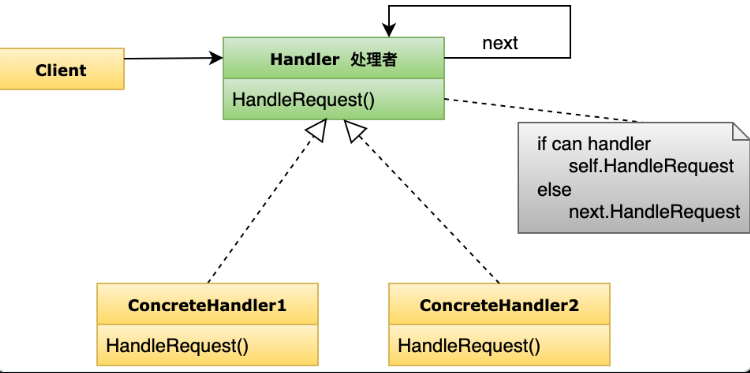 next
Client
Handler 处理者
HandleRequest()
if can handler
self.HandleRequest
else
next.HandleRequest
ConcreteHandler1
HandleRequest()
ConcreteHandler2
HandleRequest()